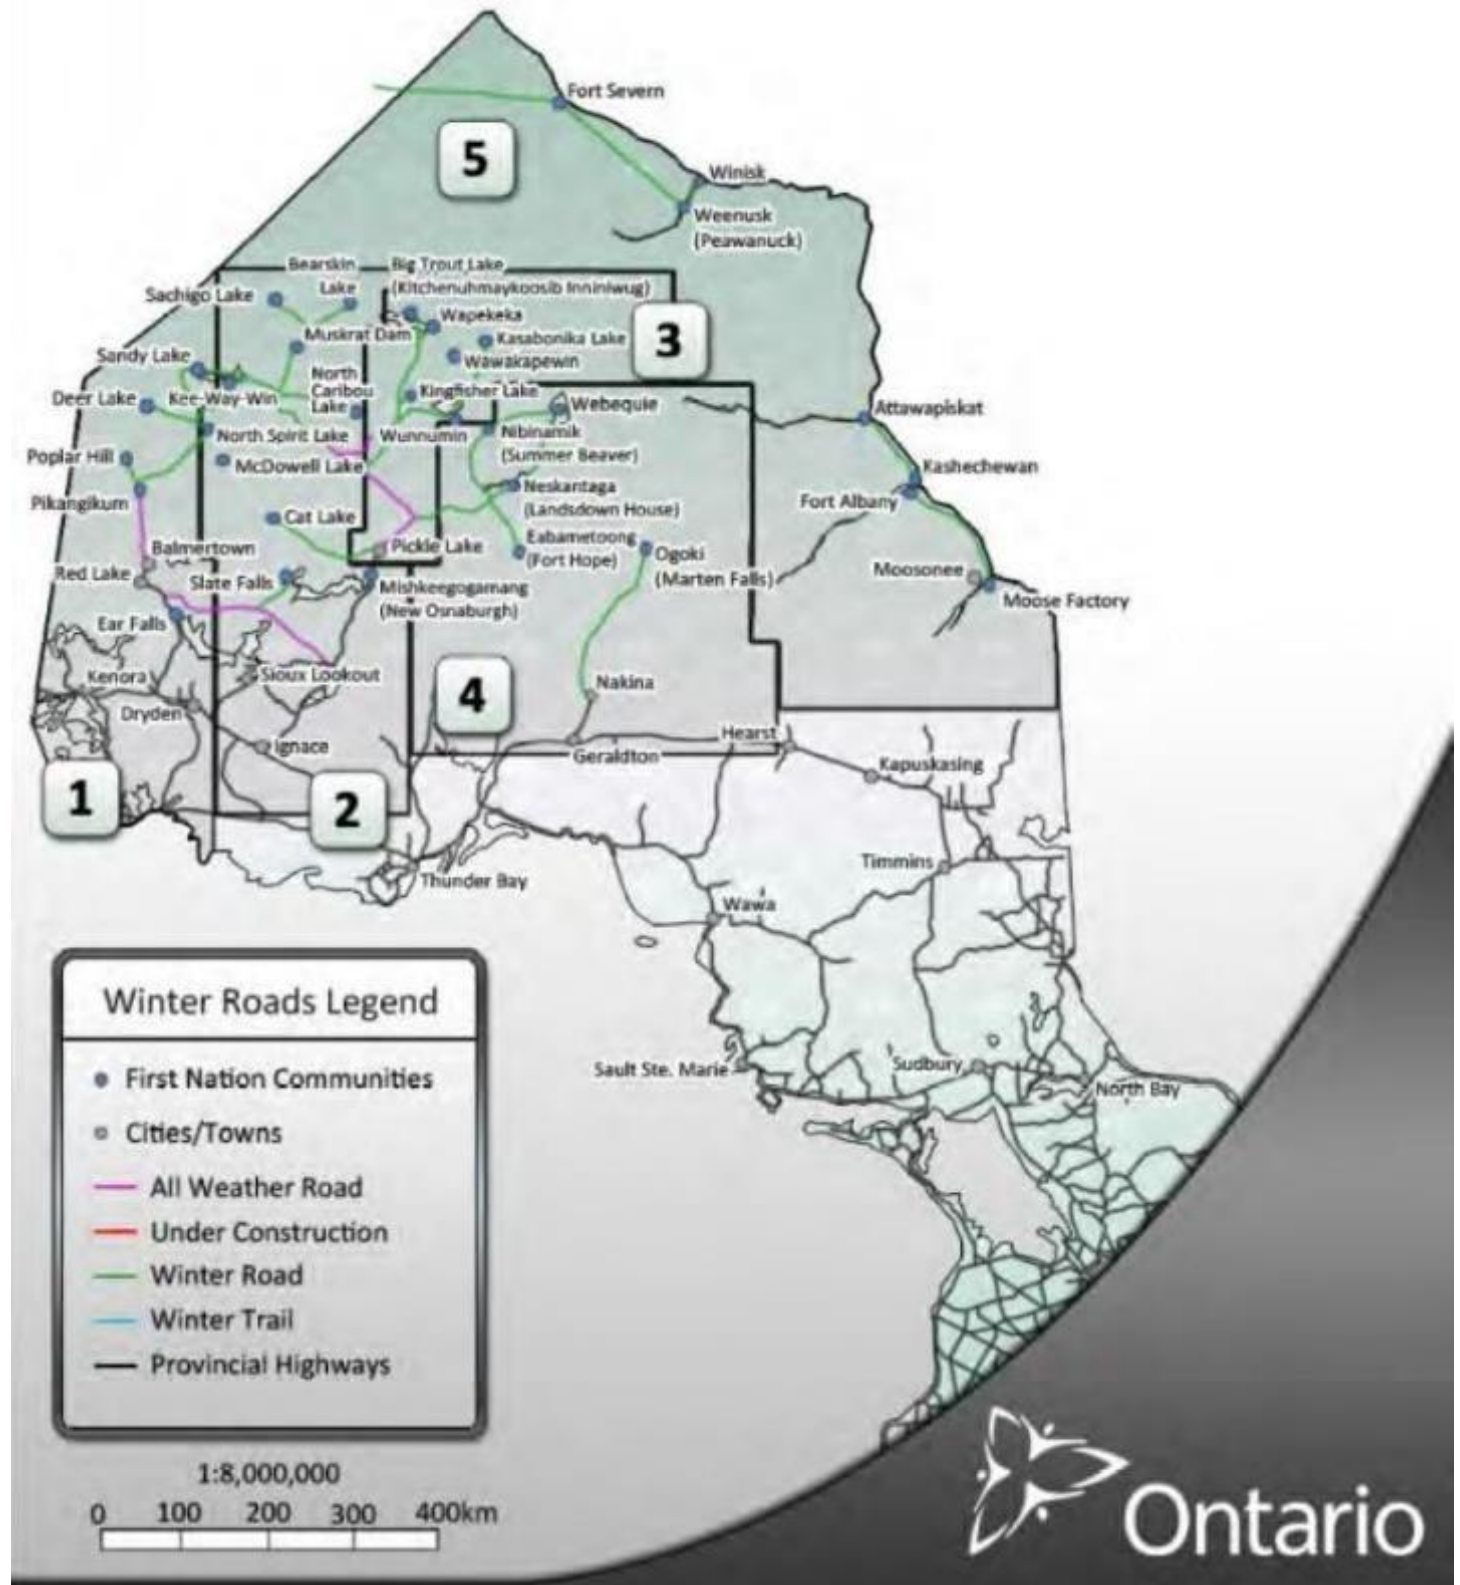 Fort Severn
5
Winisk
Weenusk
(Peawanuck)
Bearskin
Lake
Big Trout Lake
(Kitchenuhmaykoosib Inniniwug)
Sachigo Lake
Wapekeka
3
Muskrat Dam
Kasabonika Lake
Sandy Lake
Wawakapewin
North
Caribou
Lake
Deer Lake
Kee-Way-Win
Kingfisher Lake
Webequie
Attawapiskat
North Spirit Lake
Wunnumin
Nibinamik
(Summer Beaver)
Poplar Hill
McDowell Lake
Kashechewan
Pikangikum
Neskantaga
(Landsdown House)
Fort Albany
Cat Lake
Eabametoong
(Fort Hope)
Balmertown
Pickle Lake
Ogoki
(Marten Falls)
Red Lake
Slate Falls
Mishkeegogamang
(New Osnaburgh)
Moosonee
Moose Factory
Ear Falls
Kenora
Sioux Lookout
4
Nakina
Dryden
Ignace
Hearst
Geraldton
Kapuskasing
1
2
Timmins
Thunder Bay
Wawa
Sault Ste. Marie
Sudbury
North Bay
Winter Roads Legend
First Nation Communities
Cities/Towns
All Weather Road
Under Construction
Winter Road
Winter Trail
Provincial Highways
1:8,000,000
0 100 200 300 400km
Ontario